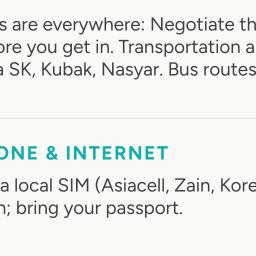 s are everywhere: Negotiate th
ore you get in. Transportation a
a SK, Kubak, Nasyar. Bus routes
ONE & INTERNET
a local SIM (Asiacell, Zain, Kore
n; bring your passport.